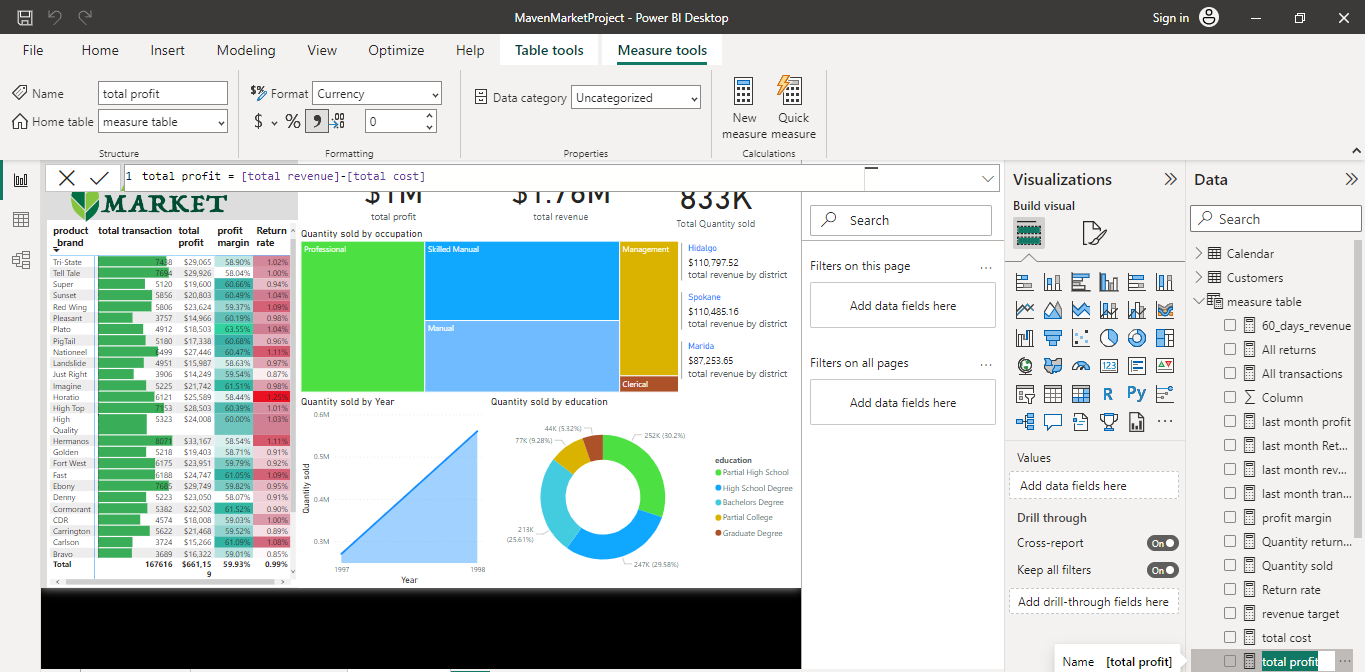 MavenMarketProject - Power BI Desktop
Sign in
File Home Insert Modeling View Optimize Help Table tools Measure tools
Name total profit
Format Currency
Data category Uncategorized
Home table measure table
$ % 9 0
New measure
Quick measure
Structure Formatting Properties Calculations
1 total profit = [total revenue]-[total cost]
MARKET
$1M
total profit
$1.76M
total revenue
833K
Total Quantity sold
product_brand total transaction total profit profit margin Return rate
Tri-State 7438 $29,065 58.90% 1.02%
Tell Tale 7694 $29,926 58.04% 1.00%
Super 5120 $19,600 60.66% 0.94%
Sunset 5856 $20,803 60.49% 1.04%
Red Wing 5806 $23,624 59.37% 1.09%
Pleasant 3757 $14,966 60.19% 0.98%
Plato 4912 $18,503 63.55% 1.04%
PigTail 5180 $17,338 60.68% 0.96%
Nationeel 6499 $27,446 60.47% 1.11%
Landslide 4951 $15,987 58.63% 0.97%
Just Right 3906 $14,249 59.54% 0.87%
Imagine 5225 $21,742 61.51% 0.98%
Horatio 6121 $25,589 58.44% 1.25%
High Top 7153 $28,503 60.39% 1.01%
High Quality 5323 $24,008 60.00% 1.03%
Hermanos 8071 $33,167 58.54% 1.11%
Golden 5218 $19,403 58.71% 0.91%
Fort West 6175 $23,951 59.79% 0.92%
Fast 6188 $24,747 61.05% 1.09%
Ebony 7685 $29,749 59.82% 0.95%
Denny 5223 $23,050 58.07% 0.91%
Cormorant 5382 $22,502 61.52% 0.90%
CDR 4574 $18,008 59.03% 1.00%
Carrington 5622 $21,468 59.52% 0.89%
Carlson 3724 $15,266 61.09% 1.08%
Bravo 3689 $16,322 59.01% 0.85%
Total 167616 $661,159 59.93% 0.99%
Quantity sold by occupation
Professional
Skilled Manual
Manual
Management
Clerical
Hidalgo
$110,797.52
total revenue by district
Spokane
$110,485.16
total revenue by district
Marida
$87,253.65
total revenue by district
Quantity sold by Year
0.6M
0.5M
0.4M
0.3M
Quantity sold
1997 1998
Year
Quantity sold by education
44K (5.32%)
77K (9.28%)
252K (30.2%)
213K (25.61%)
247K (29.58%)
education
Partial High School
High School Degree
Bachelors Degree
Partial College
Graduate Degree
Search
Filters on this page ...
Add data fields here
Filters on all pages ...
Add data fields here
Visualizations
Build visual
123
R Py
...
Values
Add data fields here
Drill through
Cross-report On
Keep all filters On
Add drill-through fields here
Name [total profit]
Data
Search
Calendar
Customers
measure table
60_days_revenue
All returns
All transactions
Column
last month profit
last month Ret...
last month rev...
last month tran...
profit margin
Quantity return...
Quantity sold
Return rate
revenue target
total cost
total profit ...